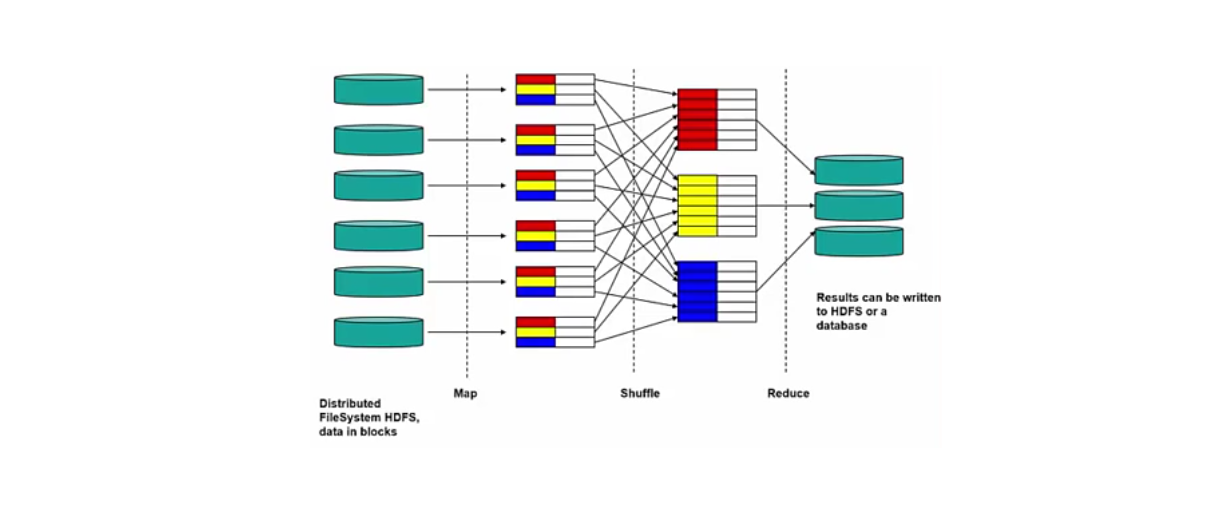 Map
Shuffle
Reduce
Distributed
FileSystem HDFS,
data in blocks
Results can be written
to HDFS or a
database